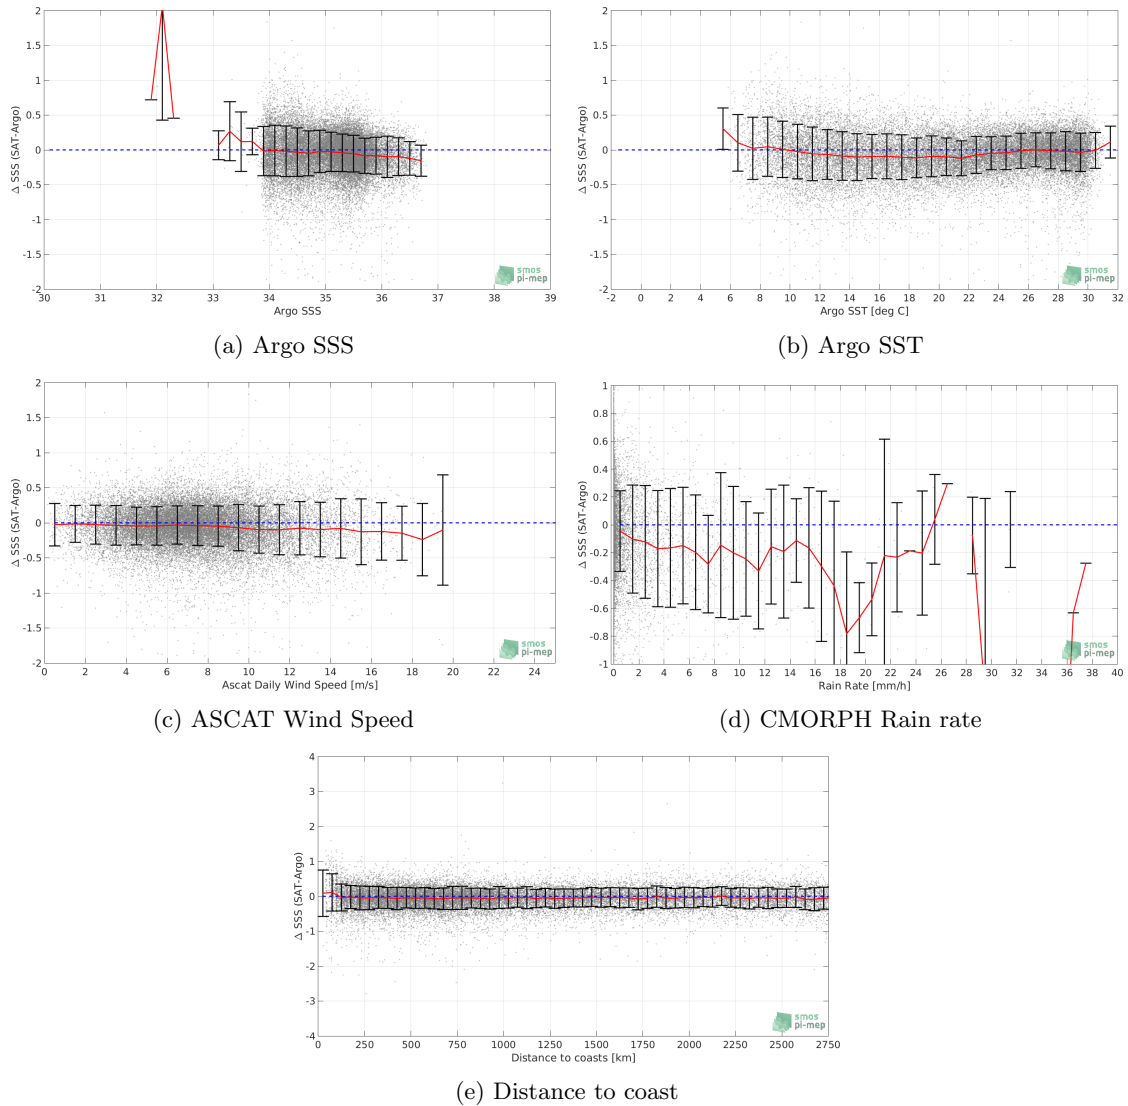 2
1.5
1
0.5
0
-0.5
-1
-1.5
-2
Δ SSS (SAT-Argo)
30 31 32 33 34 35 36 37 38 39
Argo SSS
smos
pi-mep
(a) Argo SSS
2
1.5
1
0.5
0
-0.5
-1
-1.5
-2
Δ SSS (SAT-Argo)
-2 0 2 4 6 8 10 12 14 16 18 20 22 24 26 28 30 32
Argo SST [deg C]
smos
pi-mep
(b) Argo SST
2
1.5
1
0.5
0
-0.5
-1
-1.5
-2
Δ SSS (SAT-Argo)
0 2 4 6 8 10 12 14 16 18 20 22 24
Ascat Daily Wind Speed [m/s]
smos
pi-mep
(c) ASCAT Wind Speed
1
0.8
0.6
0.4
0.2
0
-0.2
-0.4
-0.6
-0.8
-1
Δ SSS (SAT-Argo)
0 2 4 6 8 10 12 14 16 18 20 22 24 26 28 30 32 34 36 38 40
Rain Rate [mm/h]
smos
pi-mep
(d) CMORPH Rain rate
4
3
2
1
0
-1
-2
-3
-4
Δ SSS (SAT-Argo)
0 250 500 750 1000 1250 1500 1750 2000 2250 2500 2750
Distance to coasts [km]
smos
pi-mep
(e) Distance to coast